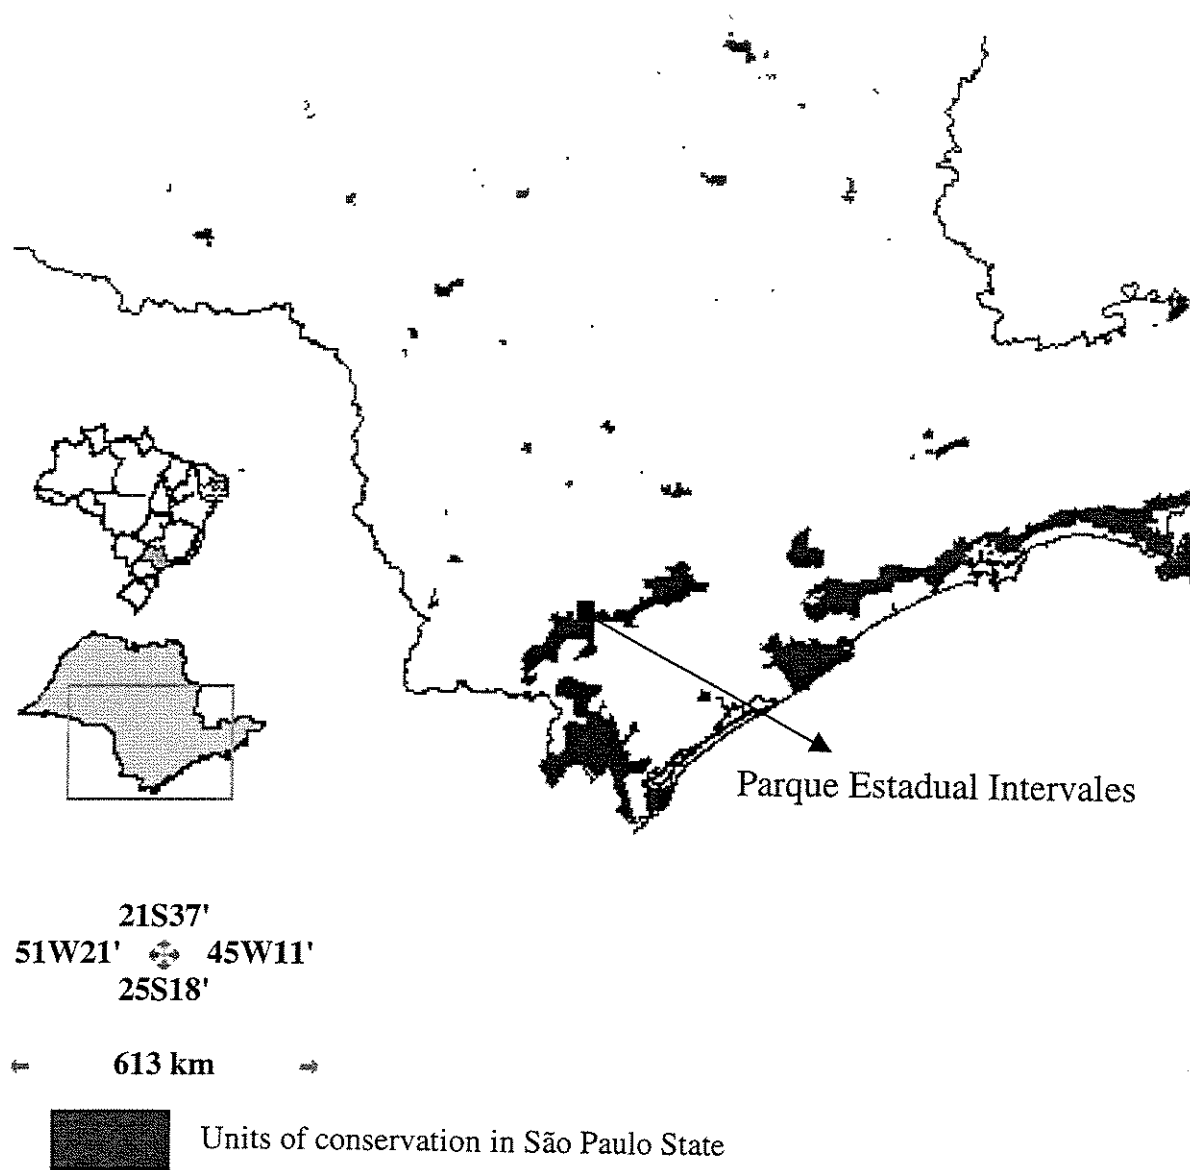 Parque Estadual Intervales
21S37'
51W21' 45W11'
25S18'
613 km
Units of conservation in São Paulo State